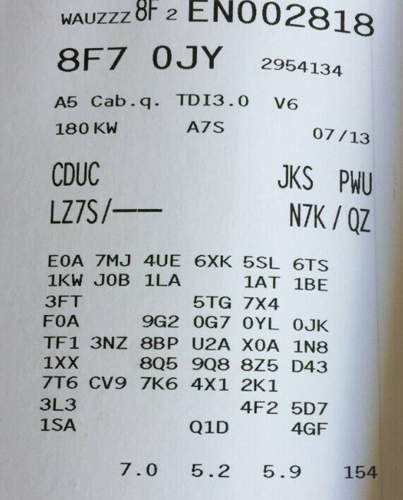 WAUZZZ 8F 2 EN002818
8F7 0JY 2954134
A5 Cab.q. TDI3.0 V6
180 KW A7S 07/13
CDUC JKS PWU
LZ7S/—— N7K/QZ
E0A 7MJ 4UE 6XK 5SL 6TS
1KW J0B 1LA 1AT 1BE
3FT 5TG 7X4
F0A 9G2 0G7 0YL 0JK
TF1 3NZ 8BP U2A X0A 1N8
1XX 8Q5 9Q8 8Z5 D43
7T6 CV9 7K6 4X1 2K1
3L3 4F2 5D7
1SA Q1D 4GF
7.0 5.2 5.9 154